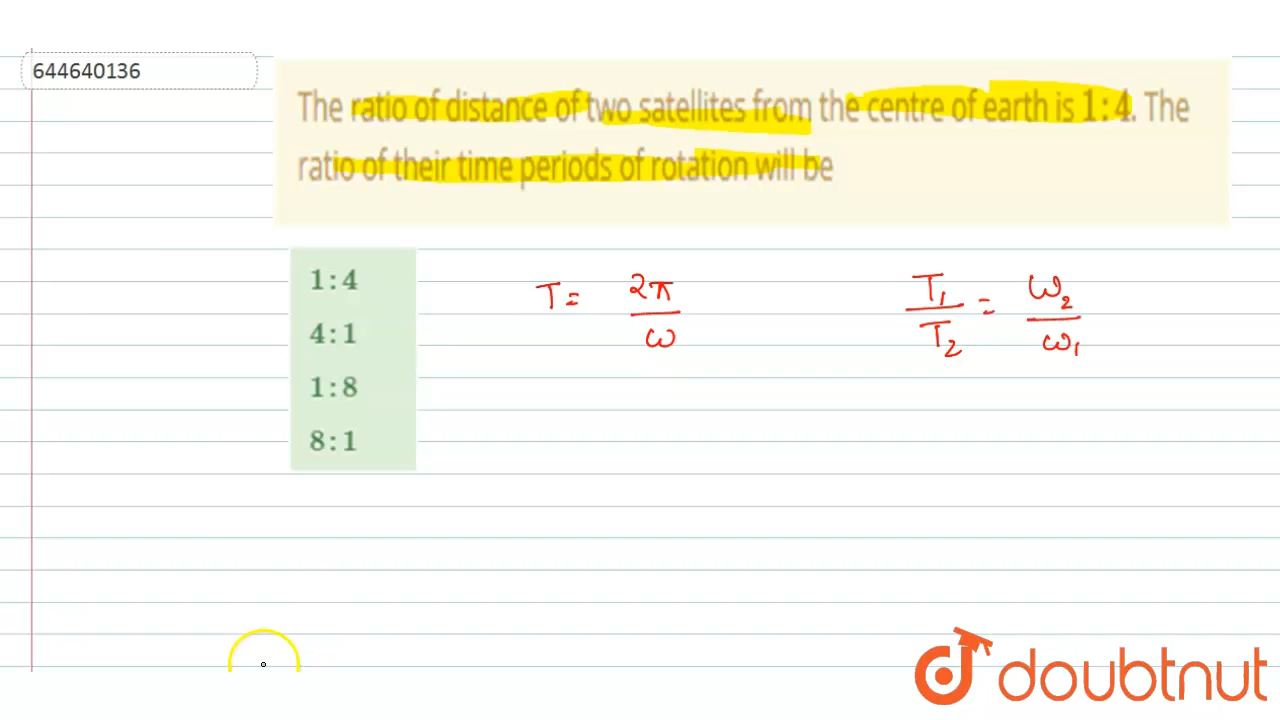 644640136
The ratio of distance of two satellites from the centre of earth is 1 : 4. The
ratio of their time periods of rotation will be
1 : 4
4 : 1
1 : 8
8 : 1
T = 2π/ω
T₁/T₂ = ω₂/ω₁
doubtnut